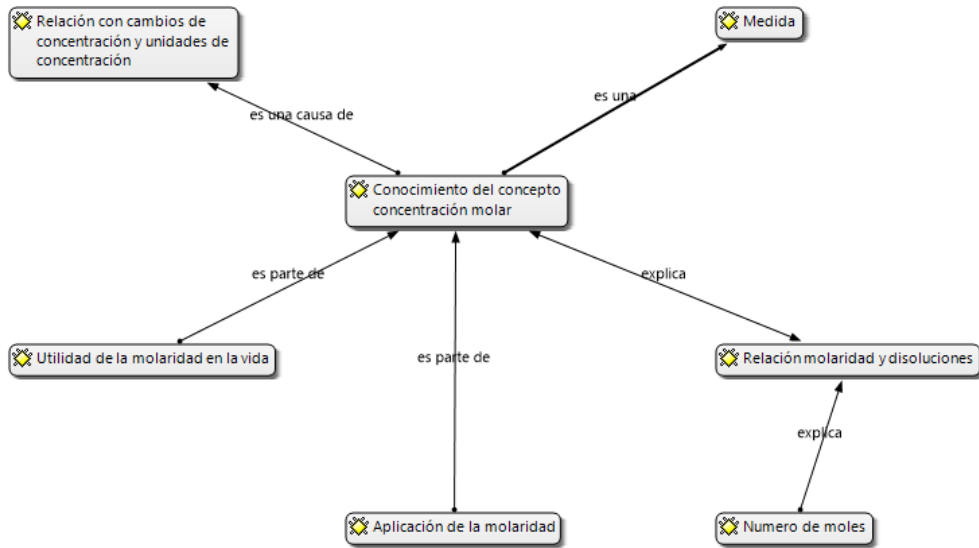 Relación con cambios de
concentración y unidades de
concentración
Medida
es una causa de
es una
Conocimiento del concepto
concentración molar
es parte de
explica
Utilidad de la molaridad en la vida
es parte de
Relación molaridad y disoluciones
explica
Aplicación de la molaridad
Numero de moles